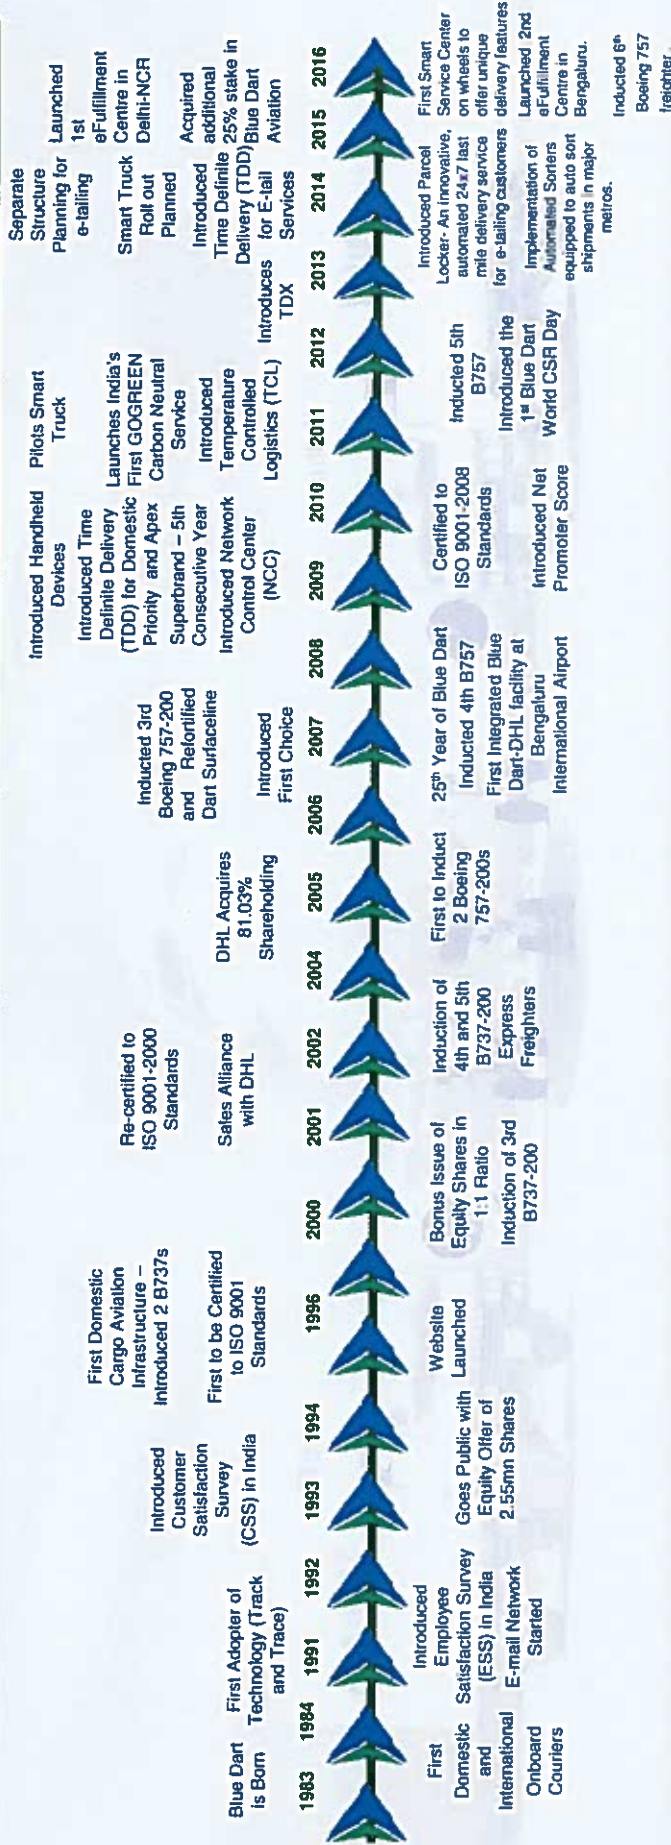 Blue Dart
is Born
First Adopter of
Technology (Track
and Trace)
Introduced
Customer
Satisfaction
Survey
(CSS) in India
First Domestic
Cargo Aviation
Infrastructure –
Introduced 2 B737s
First to be Certified
to ISO 9001
Standards
Re-certified to
ISO 9001-2000
Standards
Sales Alliance
with DHL
DHL Acquires
81.03%
Shareholding
Inducted 3rd
Boeing 757-200
and Refortified
Dart Surfaceline
Introduced
First Choice
Introduced Handheld
Devices
Introduced Time
Definite Delivery
(TDD) for Domestic
Priority and Apex
Superbrand – 5th
Consecutive Year
Introduced Network
Control Center
(NCC)
Pilots Smart
Truck
Launches India's
First GOGREEN
Carbon Neutral
Service
Introduced
Temperature
Controlled
Logistics (TCL)
Introduces
TDX
Separate
Structure
Planning for
e-tailing
Smart Truck
Roll out
Planned
Introduced
Time Definite
Delivery (TDD)
for E-tail
Services
Launched
1st
eFulfillment
Centre in
Delhi-NCR
Acquired
additional
25% stake in
Blue Dart
Aviation
1983 1984 1991 1992 1993 1994 1996 2000 2001 2002 2004 2005 2006 2007 2008 2009 2010 2011 2012 2013 2014 2015 2016
First
Domestic
and
International
Onboard
Couriers
Introduced
Employee
Satisfaction Survey
(ESS) in India
E-mail Network
Started
Goes Public with
Equity Offer of
2.55mn Shares
Website
Launched
Bonus Issue of
Equity Shares in
1:1 Ratio
Induction of 3rd
B737-200
Induction of
4th and 5th
B737-200
Express
Freighters
First to Induct
2 Boeing
757-200s
25th Year of Blue Dart
Inducted 4th B757
First Integrated Blue
Dart-DHL facility at
Bengaluru
International Airport
Certified to
ISO 9001-2008
Standards
Introduced Net
Promoter Score
Inducted 5th
B757
Introduced the
1st Blue Dart
World CSR Day
Introduced Parcel
Locker- An innovative,
automated 24x7 last
mile delivery service
for e-tailing customers
Implementation of
Automated Sorters
equipped to auto sort
shipments in major
metros.
First Smart
Service Center
on wheels to
offer unique
delivery features
Launched 2nd
eFulfillment
Centre in
Bengaluru.
Inducted 6th
Boeing 757
freighter